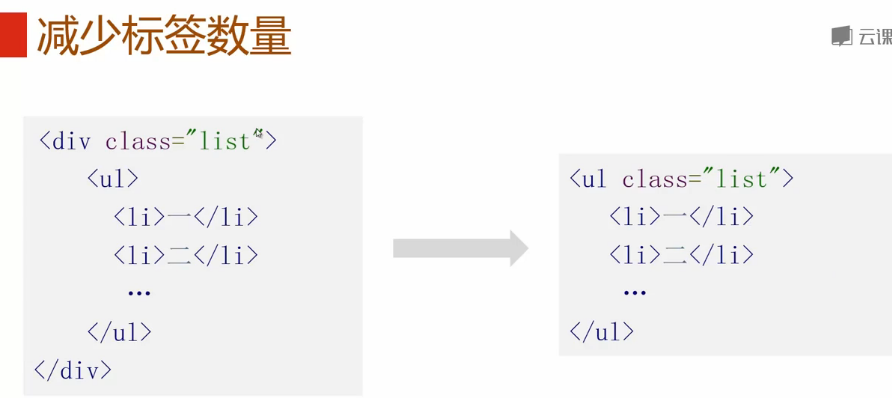 减少标签数量
云课
<div class="list">
<ul>
<li>一</li>
<li>二</li>
…
</ul>
</div>
<ul class="list">
<li>一</li>
<li>二</li>
…
</ul>